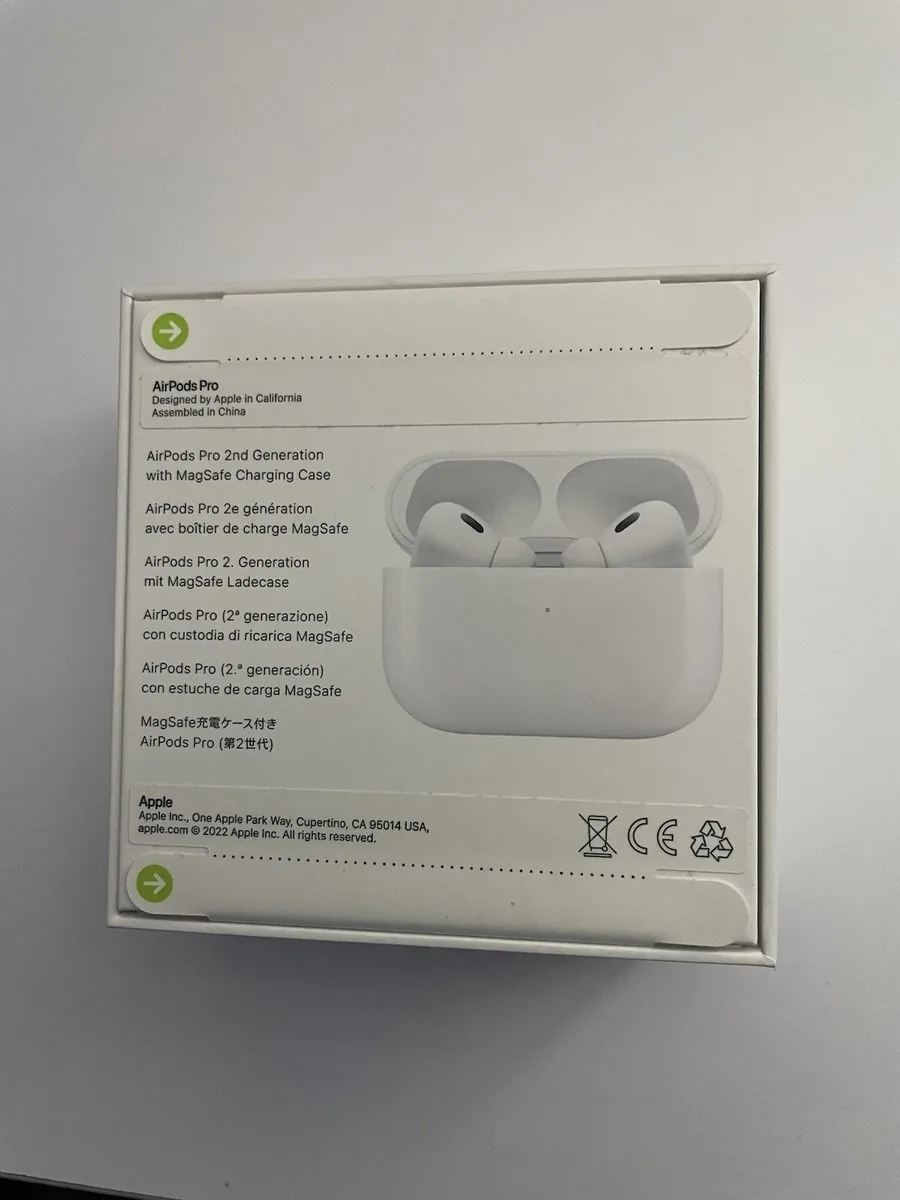 AirPods Pro
Designed by Apple in California
Assembled in China
AirPods Pro 2nd Generation
with MagSafe Charging Case
AirPods Pro 2e génération
avec boîtier de charge MagSafe
AirPods Pro 2. Generation
mit MagSafe Ladecase
AirPods Pro (2ª generazione)
con custodia di ricarica MagSafe
AirPods Pro (2.ª generación)
con estuche de carga MagSafe
MagSafe充電ケース付き
AirPods Pro (第2世代)
Apple
Apple Inc., One Apple Park Way, Cupertino, CA 95014 USA,
apple.com © 2022 Apple Inc. All rights reserved.
CE